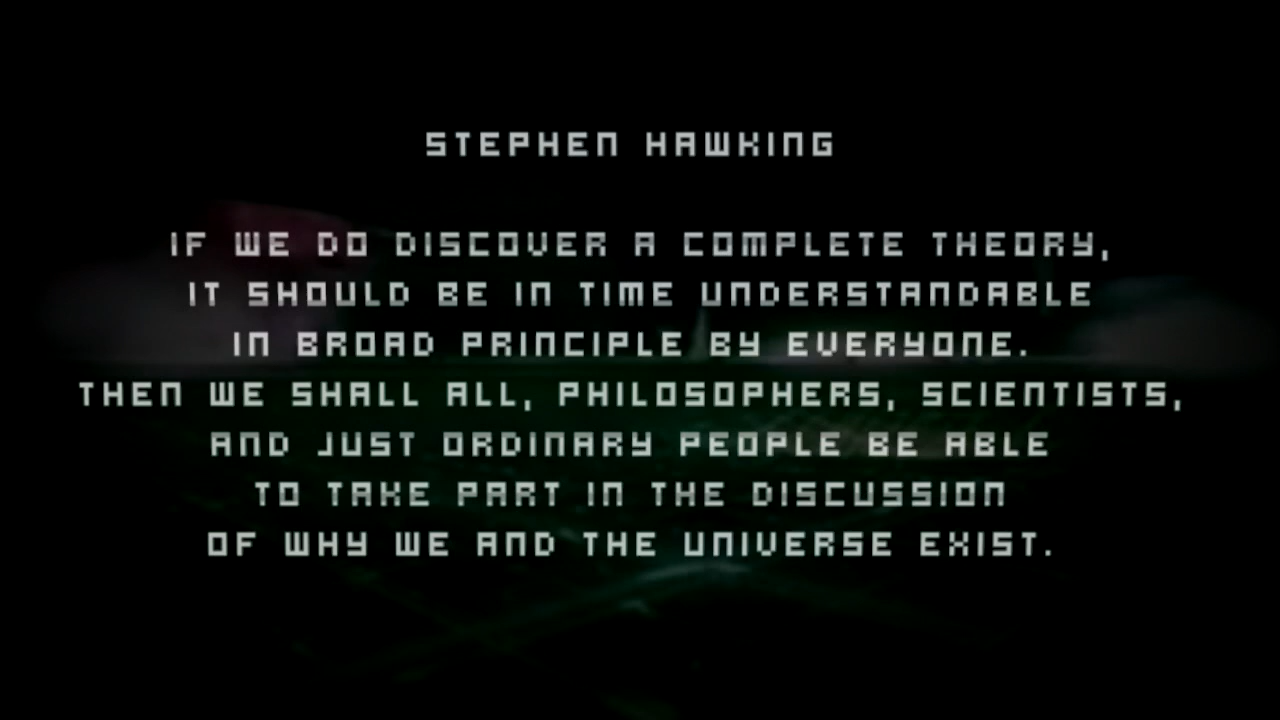 STEPHEN HAWKING
IF WE DO DISCOVER A COMPLETE THEORY,
IT SHOULD BE IN TIME UNDERSTANDABLE
IN BROAD PRINCIPLE BY EVERYONE.
THEN WE SHALL ALL, PHILOSOPHERS, SCIENTISTS,
AND JUST ORDINARY PEOPLE BE ABLE
TO TAKE PART IN THE DISCUSSION
OF WHY WE AND THE UNIVERSE EXIST.